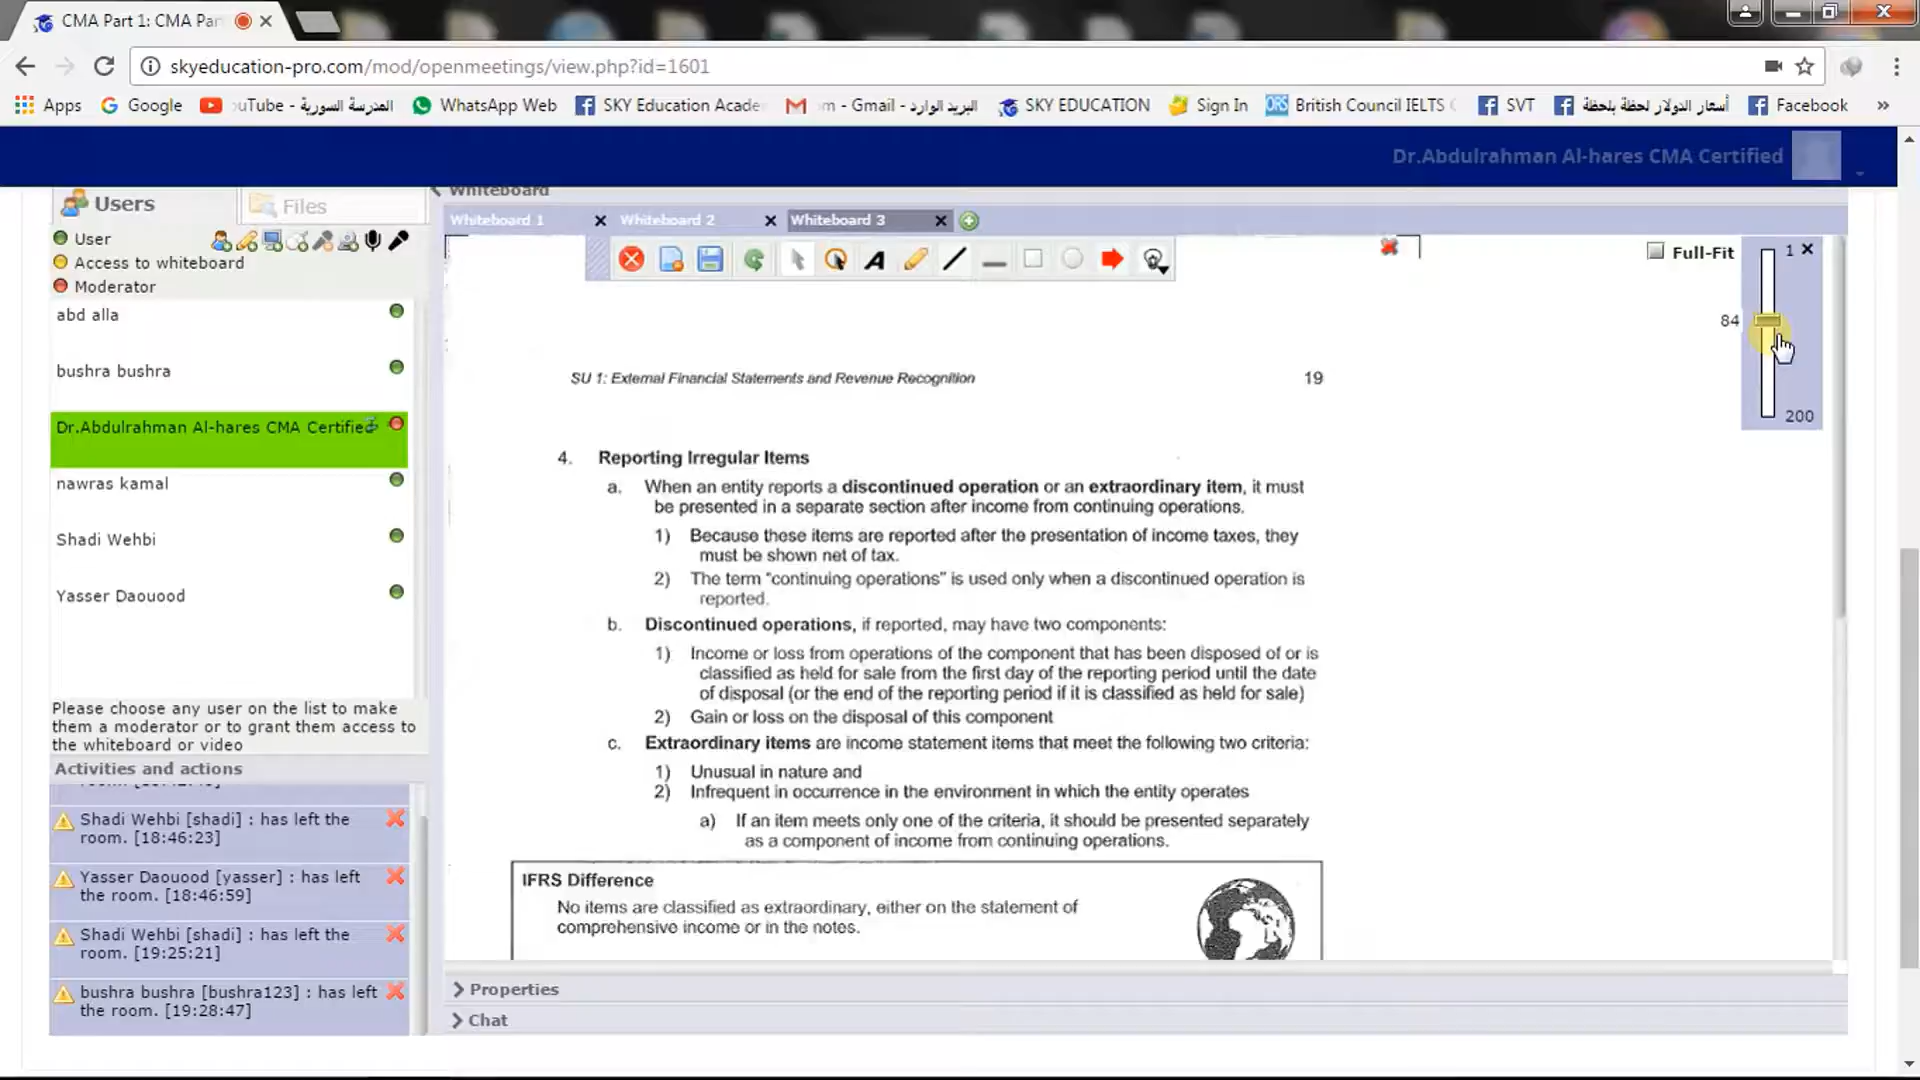 CMA Part 1: CMA Par
skyeducation-pro.com/mod/openmeetings/view.php?id=1601
Apps
Google
ouTube - المدرسة السورية
WhatsApp Web
SKY Education Acade
om - Gmail - البريد الوارد
SKY EDUCATION
Sign In
ORS
British Council IELTS
SVT
أسعار الدولار لحظة بلحظة
Facebook
»
Dr.Abdulrahman Al-hares CMA Certified
Users
Files
Whiteboard
Whiteboard 1
Whiteboard 2
Whiteboard 3
User
Access to whiteboard
Moderator
abd alla
bushra bushra
Dr.Abdulrahman Al-hares CMA Certified
nawras kamal
Shadi Wehbi
Yasser Daouood
Please choose any user on the list to make
them a moderator or to grant them access to
the whiteboard or video
Activities and actions
Shadi Wehbi [shadi] : has left the
room. [18:46:23]
Yasser Daouood [yasser] : has left
the room. [18:46:59]
Shadi Wehbi [shadi] : has left the
room. [19:25:21]
bushra bushra [bushra123] : has left
the room. [19:28:47]
A
Full-Fit
1
84
200
SU 1: External Financial Statements and Revenue Recognition 19
4. Reporting Irregular Items
a. When an entity reports a discontinued operation or an extraordinary item, it must
be presented in a separate section after income from continuing operations.
1) Because these items are reported after the presentation of income taxes, they
must be shown net of tax.
2) The term "continuing operations" is used only when a discontinued operation is
reported.
b. Discontinued operations, if reported, may have two components:
1) Income or loss from operations of the component that has been disposed of or is
classified as held for sale from the first day of the reporting period until the date
of disposal (or the end of the reporting period if it is classified as held for sale)
2) Gain or loss on the disposal of this component
c. Extraordinary items are income statement items that meet the following two criteria:
1) Unusual in nature and
2) Infrequent in occurrence in the environment in which the entity operates
a) If an item meets only one of the criteria, it should be presented separately
as a component of income from continuing operations.
IFRS Difference
No items are classified as extraordinary, either on the statement of
comprehensive income or in the notes.
Properties
Chat